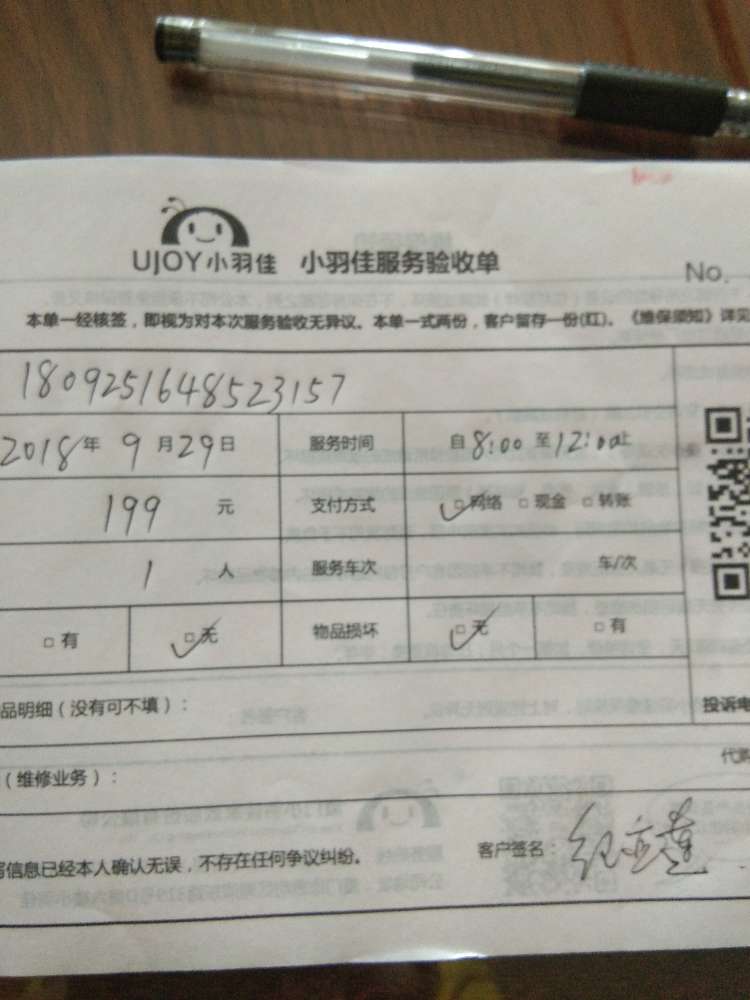 UJOY小羽佳 小羽佳服务验收单
No.
本单一经核签，即视为对本次服务验收无异议。本单一式两份，客户留存一份(红)。《维保须知》详见
1809251648523157
2018年 9月29日 服务时间 自8:00至12:00止
199 元 支付方式 □网络 □现金 □转账
1 人 服务车次 车/次
□有 □无 物品损坏 □无 □有
品明细（没有可不填）：
投诉电
代购
（维修业务）：
写信息已经本人确认无误，不存在任何争议纠纷。 客户签名：